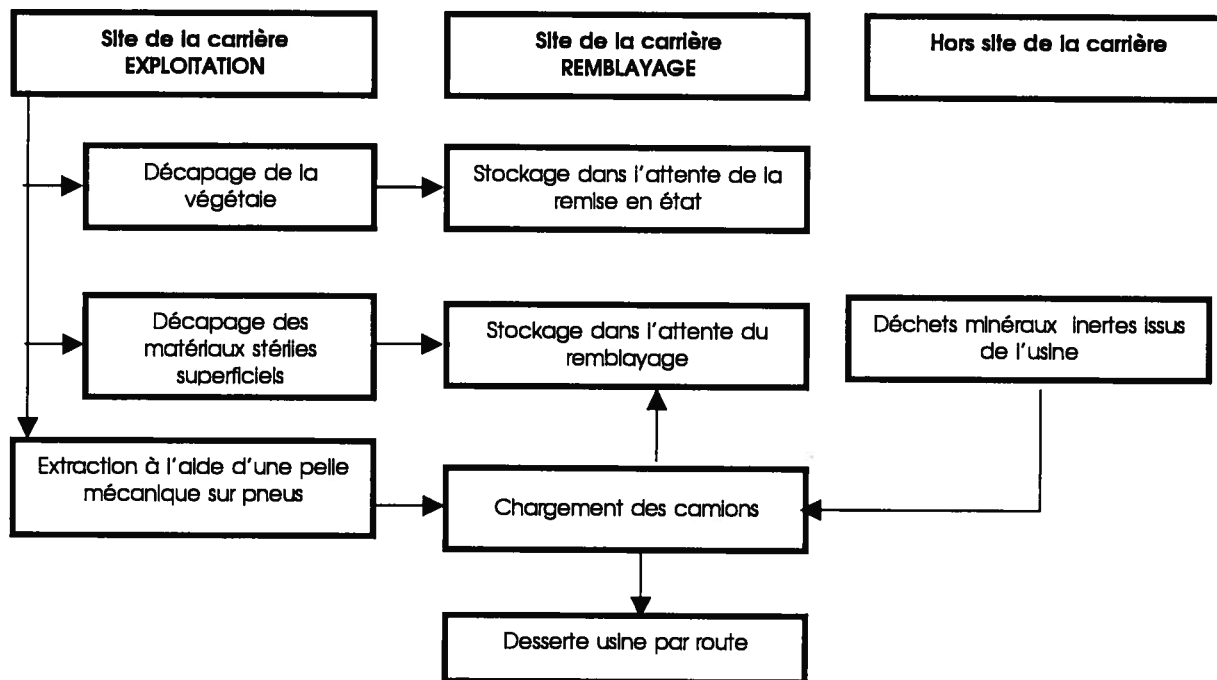 Site de la carrière
EXPLOITATION
Site de la carrière
REMBLAYAGE
Hors site de la carrière
Décapage de la
végétale
Stockage dans l'attente de la
remise en état
Décapage des
matériaux stériles
superficiels
Stockage dans l'attente du
remblayage
Déchets minéraux inertes issus
de l'usine
Extraction à l'aide d'une pelle
mécanique sur pneus
Chargement des camions
Desserte usine par route